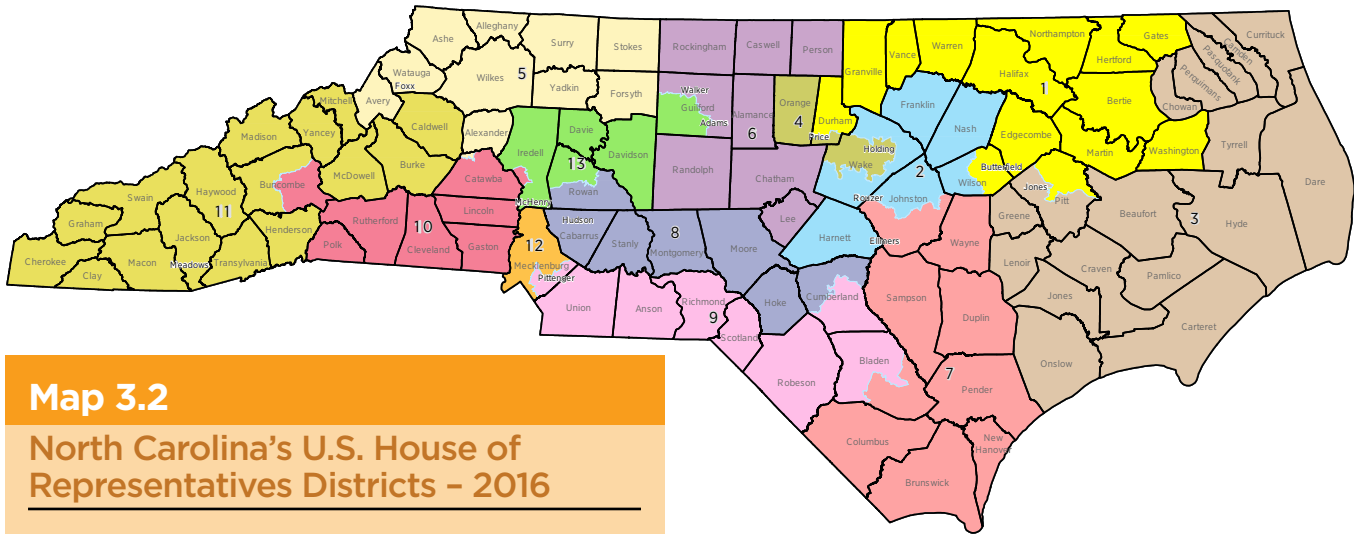 Ashe
Alleghany
Surry
Stokes
Rockingham
Caswell
Person
Granville
Vance
Warren
Northampton
Gates
Hertford
Halifax
1
Bertie
Camden
Pasquotank
Perquimans
Currituck
Chowan
Watauga
Foxx
Wilkes
5
Yadkin
Forsyth
Avery
Alexander
Mitchell
Madison
Yancey
Caldwell
Burke
McDowell
Buncombe
Haywood
Swain
11
Graham
Jackson
Henderson
Cherokee
Clay
Macon
Meadows
Transylvania
Iredell
Davie
13
Davidson
Rowan
McHenry
Catawba
Lincoln
Rutherford
10
Polk
Cleveland
Gaston
Walker
Guilford
Adams
Alamance
6
Orange
4
Durham
Price
Randolph
Chatham
Lee
Franklin
Nash
Holding
Wake
2
Rouzer
Johnston
Wilson
Butterfield
Edgecombe
Martin
Washington
Tyrrell
Dare
Jones
Pitt
Beaufort
3
Hyde
Greene
Lenoir
Craven
Pamlico
Jones
Carteret
Onslow
Harnett
Ellmers
Wayne
12
Mecklenburg
Pittenger
Hudson
Cabarrus
Stanly
8
Montgomery
Moore
Hoke
Cumberland
Union
Anson
Richmond
9
Scotland
Robeson
Bladen
Sampson
Duplin
7
Pender
Columbus
New
Hanover
Brunswick
Map 3.2
North Carolina’s U.S. House of
Representatives Districts – 2016